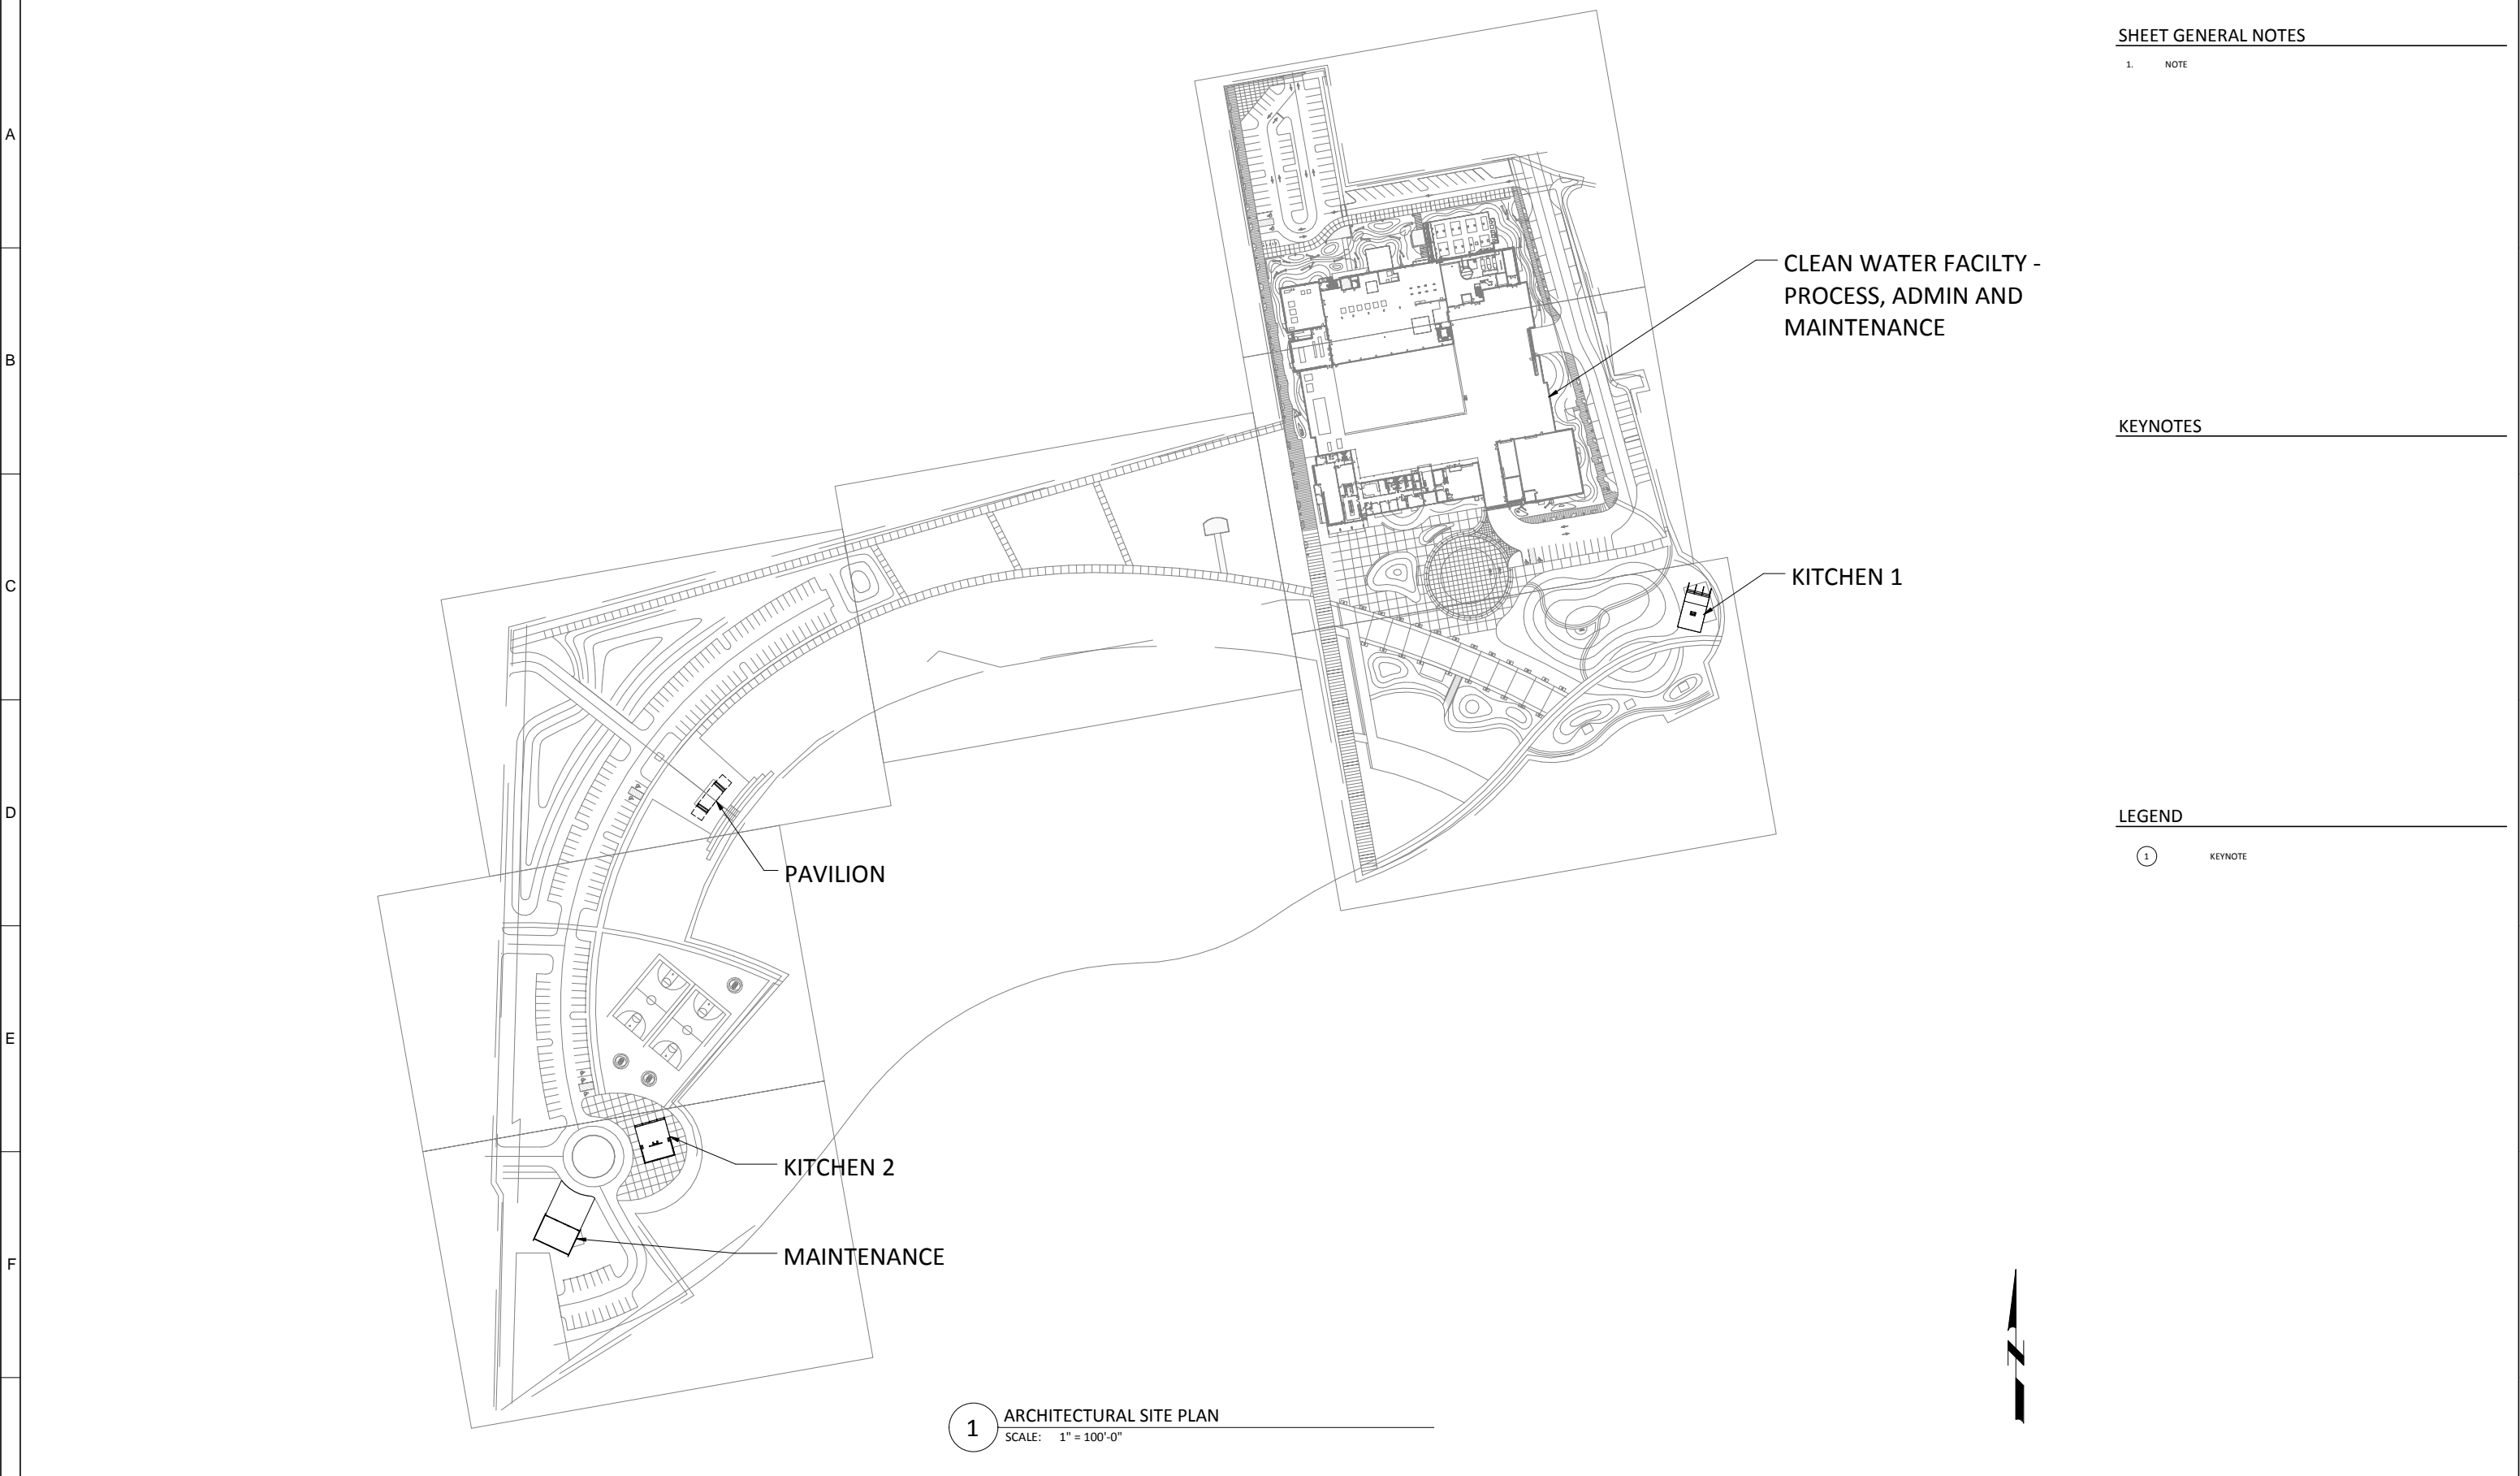 SHEET GENERAL NOTES
1. NOTE
A
CLEAN WATER FACILTY -
PROCESS, ADMIN AND
MAINTENANCE
B
KEYNOTES
KITCHEN 1
C
D
LEGEND
1 KEYNOTE
PAVILION
E
KITCHEN 2
MAINTENANCE
F
N
1 ARCHITECTURAL SITE PLAN
SCALE: 1" = 100'-0"